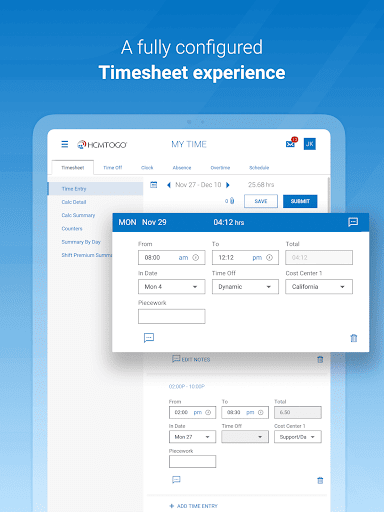 A fully configured
Timesheet experience
HCMTOGO
MY TIME
JK
Timesheet Time Off Clock Absence Overtime Schedule
Time Entry
Calc Detail
Calc Summary
Counters
Summary By Day
Shift Premium Summa
Nov 27 - Dec 10 25.68 hrs
0 SAVE SUBMIT
MON Nov 29 04:12 hrs
From To Total
08:00 am 12:12 pm 04:12
In Date Time Off Cost Center 1
Mon 4 Dynamic California
Piecework
EDIT NOTES
02:00P - 10:00P
From To Total
02:00 pm 08:30 pm 6.50
In Date Time Off Cost Center 1
Mon 27 Support/Da
Piecework
+ ADD TIME ENTRY